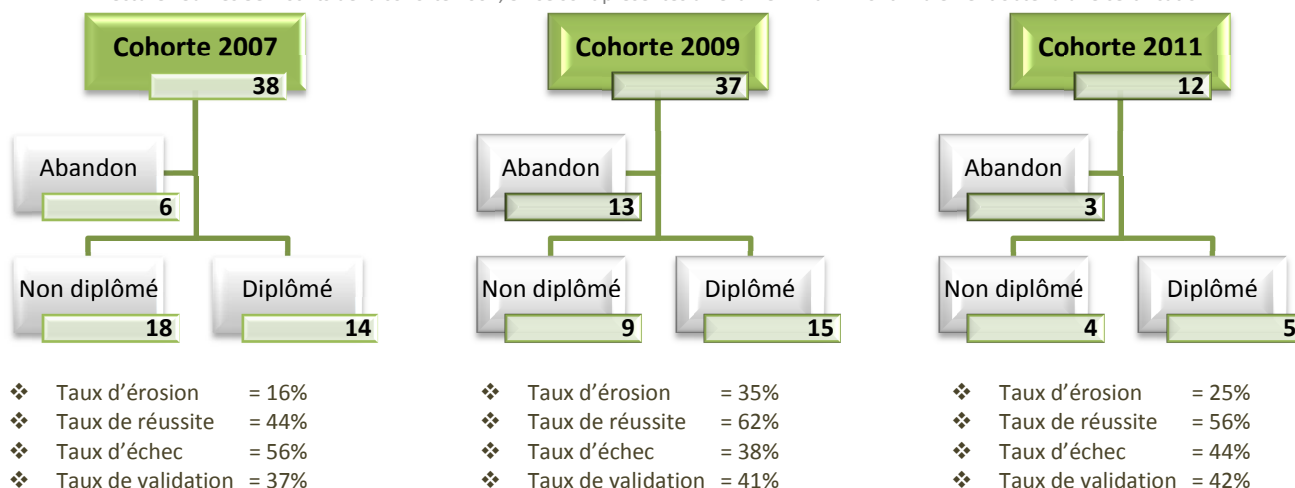 Cohorte 2007
38
Abandon
6
Non diplômé
18
Diplômé
14
❖ Taux d'érosion = 16%
❖ Taux de réussite = 44%
❖ Taux d'échec = 56%
❖ Taux de validation = 37%
Cohorte 2009
37
Abandon
13
Non diplômé
9
Diplômé
15
❖ Taux d'érosion = 35%
❖ Taux de réussite = 62%
❖ Taux d'échec = 38%
❖ Taux de validation = 41%
Cohorte 2011
12
Abandon
3
Non diplômé
4
Diplômé
5
❖ Taux d'érosion = 25%
❖ Taux de réussite = 56%
❖ Taux d'échec = 44%
❖ Taux de validation = 42%